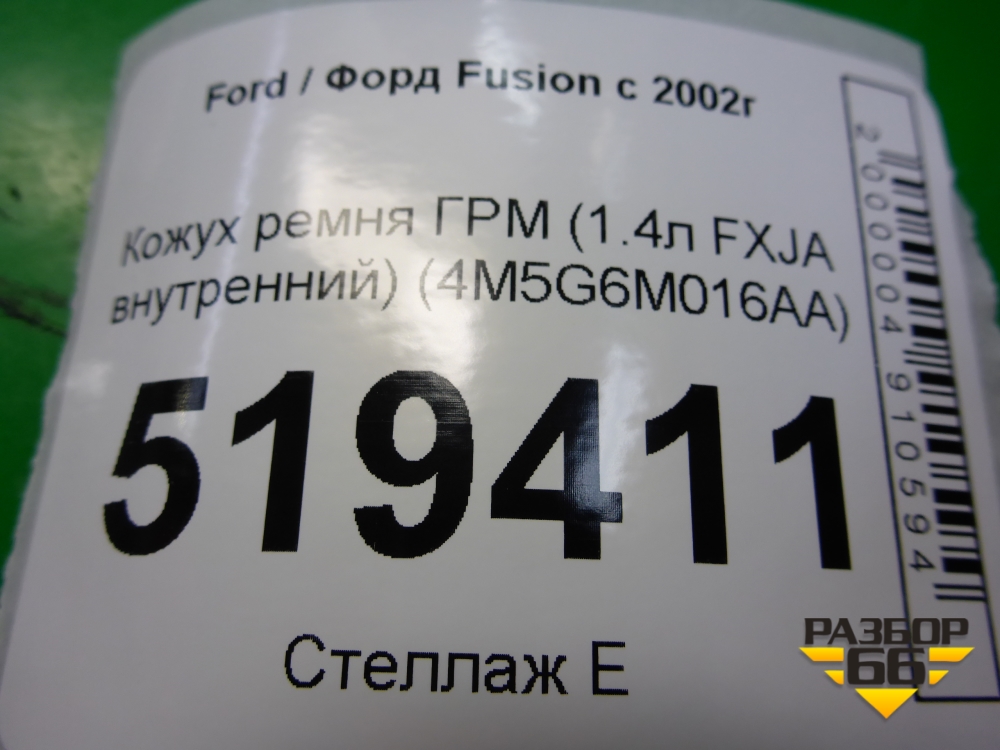 Ford / Форд Fusion с 2002г
Кожух ремня ГРМ (1.4л FXJA
внутренний) (4M5G6M016AA)
519411
Стеллаж Е
2000004910594
РАЗБОР
66